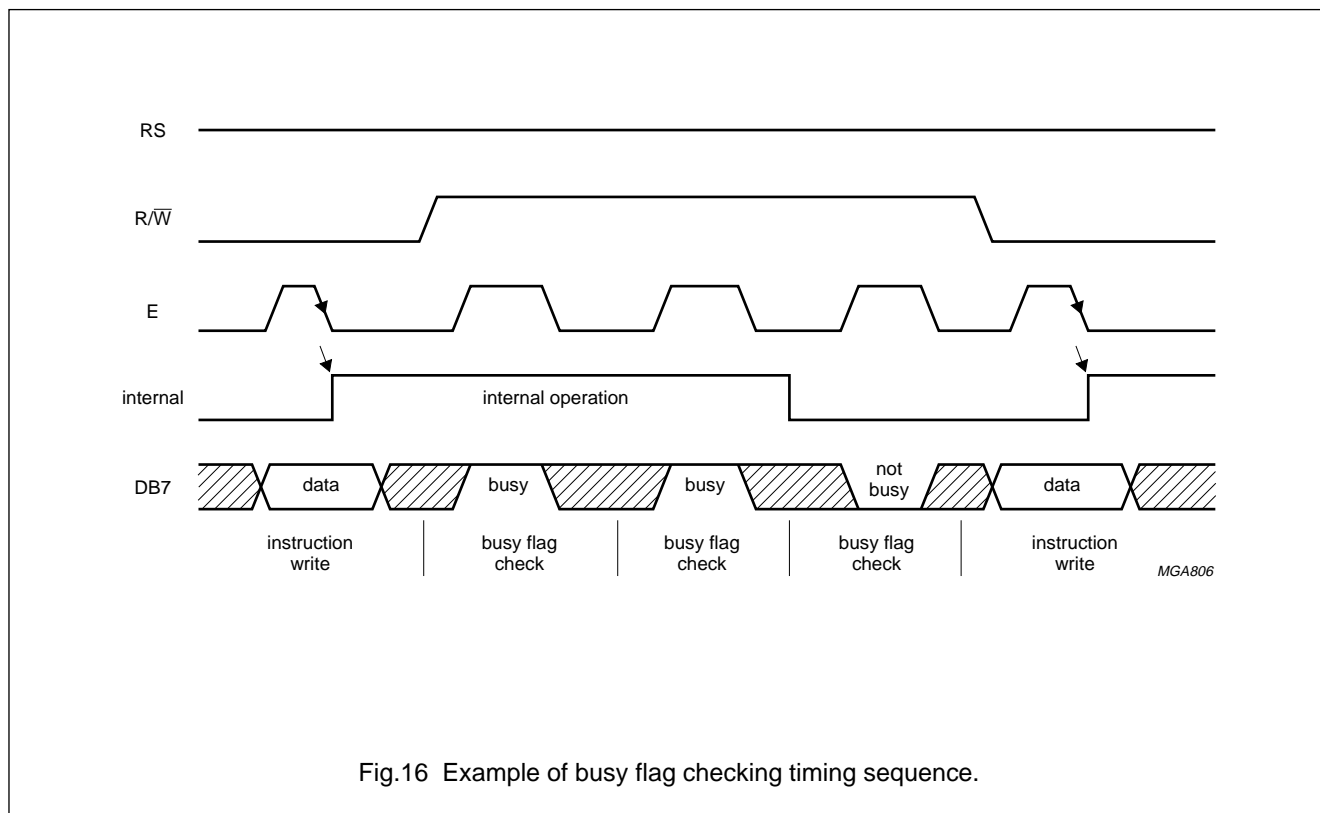 RS
R/W̅
E
internal
internal operation
DB7
data
busy
busy
not
busy
data
instruction
write
busy flag
check
busy flag
check
busy flag
check
instruction
write
MGA806
Fig.16 Example of busy flag checking timing sequence.